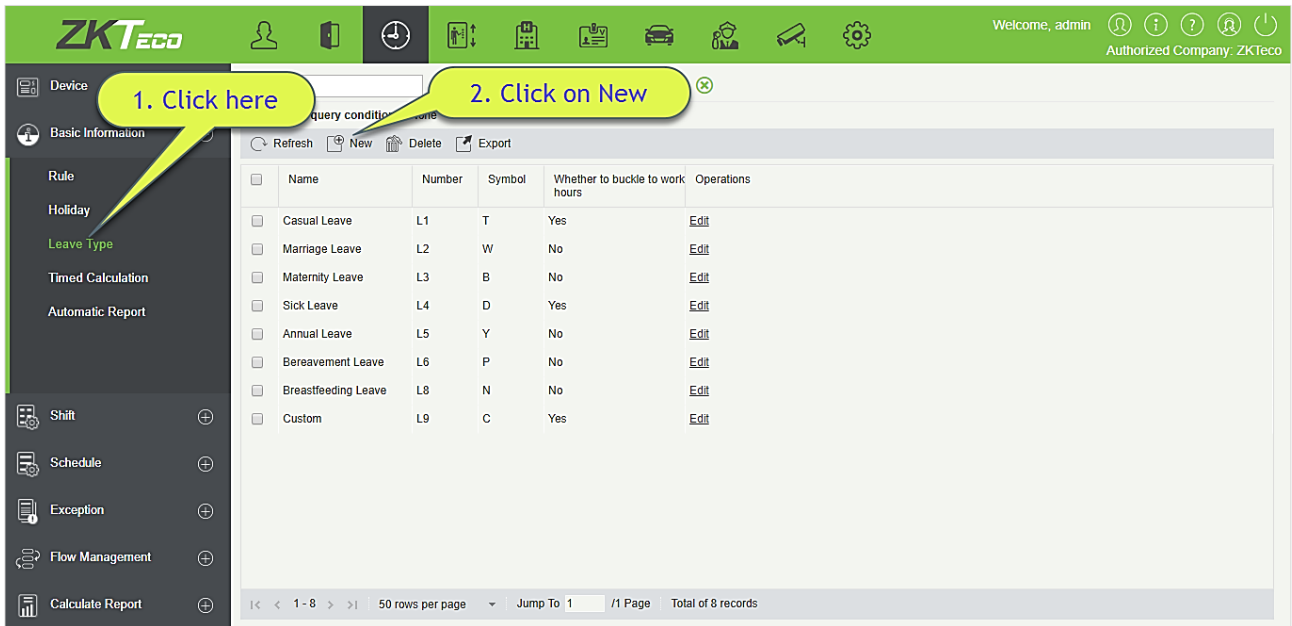 ZKTECO
Welcome, admin
Authorized Company: ZKTeco
Device
Basic Information
Rule
Holiday
Leave Type
Timed Calculation
Automatic Report
Shift
Schedule
Exception
Flow Management
Calculate Report
1. Click here
2. Click on New
query condition
Refresh New Delete Export
Name Number Symbol Whether to buckle to work Operations
hours
Casual Leave L1 T Yes Edit
Marriage Leave L2 W No Edit
Maternity Leave L3 B No Edit
Sick Leave L4 D Yes Edit
Annual Leave L5 Y No Edit
Bereavement Leave L6 P No Edit
Breastfeeding Leave L8 N No Edit
Custom L9 C Yes Edit
1 - 8 50 rows per page Jump To 1 /1 Page Total of 8 records